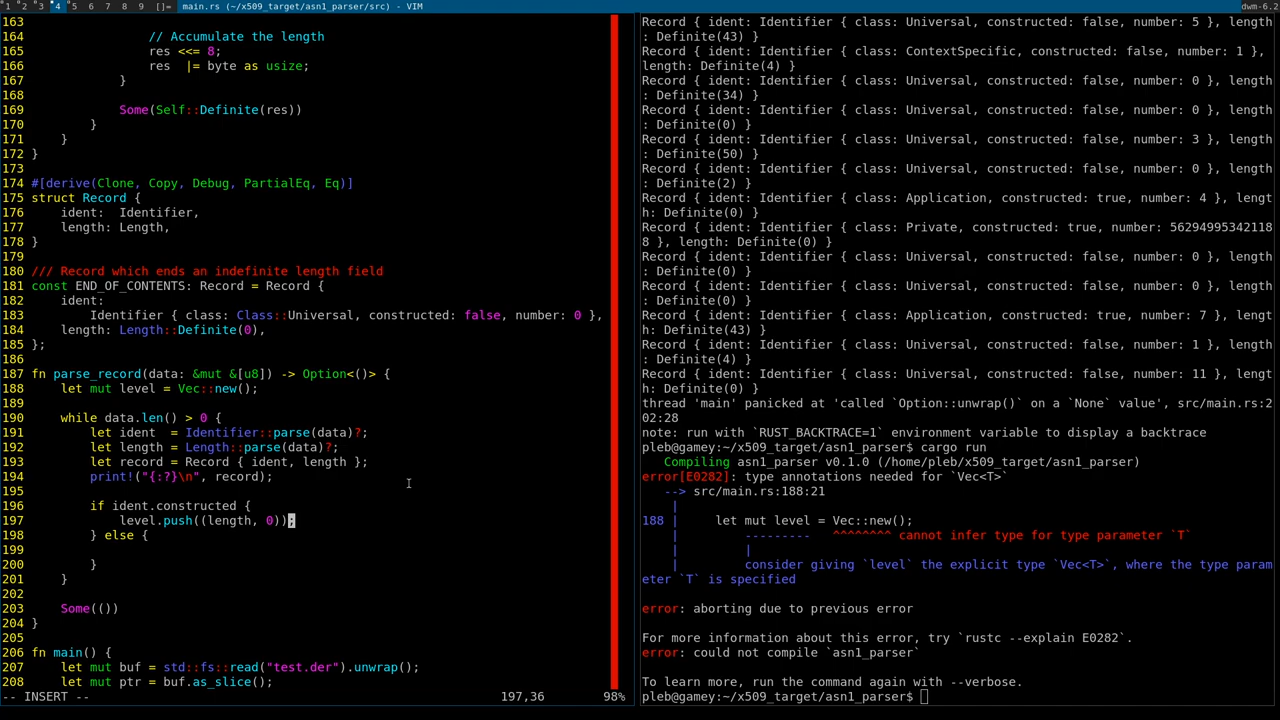 1 2 3 4 5 6 7 8 9 []= main.rs (~/x509_target/asn1_parser/src) - VIM dwm-6.2
163
164                 // Accumulate the length
165                 res <<= 8;
166                 res  |= byte as usize;
167             }
168
169             Some(Self::Definite(res))
170         }
171     }
172 }
173
174 #[derive(Clone, Copy, Debug, PartialEq, Eq)]
175 struct Record {
176     ident:  Identifier,
177     length: Length,
178 }
179
180 /// Record which ends an indefinite length field
181 const END_OF_CONTENTS: Record = Record {
182     ident:
183         Identifier { class: Class::Universal, constructed: false, number: 0 },
184     length: Length::Definite(0),
185 };
186
187 fn parse_record(data: &mut &[u8]) -> Option<()> {
188     let mut level = Vec::new();
189
190     while data.len() > 0 {
191         let ident  = Identifier::parse(data)?;
192         let length = Length::parse(data)?;
193         let record = Record { ident, length };
194         print!("{:?}\n", record);
195
196         if ident.constructed {
197             level.push((length, 0));
198         } else {
199
200         }
201     }
202
203     Some(())
204 }
205
206 fn main() {
207     let mut buf = std::fs::read("test.der").unwrap();
208     let mut ptr = buf.as_slice();
-- INSERT -- 197,36 98%
Record { ident: Identifier { class: Universal, constructed: false, number: 5 }, length
: Definite(43) }
Record { ident: Identifier { class: ContextSpecific, constructed: false, number: 1 },
length: Definite(4) }
Record { ident: Identifier { class: Universal, constructed: false, number: 0 }, length
: Definite(34) }
Record { ident: Identifier { class: Universal, constructed: false, number: 0 }, length
: Definite(0) }
Record { ident: Identifier { class: Universal, constructed: false, number: 3 }, length
: Definite(50) }
Record { ident: Identifier { class: Universal, constructed: false, number: 0 }, length
: Definite(2) }
Record { ident: Identifier { class: Application, constructed: true, number: 4 }, lengt
h: Definite(0) }
Record { ident: Identifier { class: Private, constructed: true, number: 56294995342118
8 }, length: Definite(0) }
Record { ident: Identifier { class: Universal, constructed: false, number: 0 }, length
: Definite(0) }
Record { ident: Identifier { class: Universal, constructed: false, number: 0 }, length
: Definite(0) }
Record { ident: Identifier { class: Application, constructed: true, number: 7 }, lengt
h: Definite(43) }
Record { ident: Identifier { class: Universal, constructed: false, number: 1 }, length
: Definite(4) }
Record { ident: Identifier { class: Universal, constructed: false, number: 11 }, lengt
h: Definite(0) }
thread 'main' panicked at 'called `Option::unwrap()` on a `None` value', src/main.rs:2
02:28
note: run with `RUST_BACKTRACE=1` environment variable to display a backtrace
pleb@gamey:~/x509_target/asn1_parser$ cargo run
   Compiling asn1_parser v0.1.0 (/home/pleb/x509_target/asn1_parser)
error[E0282]: type annotations needed for `Vec<T>`
   --> src/main.rs:188:21
    |
188 |     let mut level = Vec::new();
    |         ---------   ^^^^^^^^ cannot infer type for type parameter `T`
    |         |
    |         consider giving `level` the explicit type `Vec<T>`, where the type param
eter `T` is specified

error: aborting due to previous error

For more information about this error, try `rustc --explain E0282`.
error: could not compile `asn1_parser`

To learn more, run the command again with --verbose.
pleb@gamey:~/x509_target/asn1_parser$